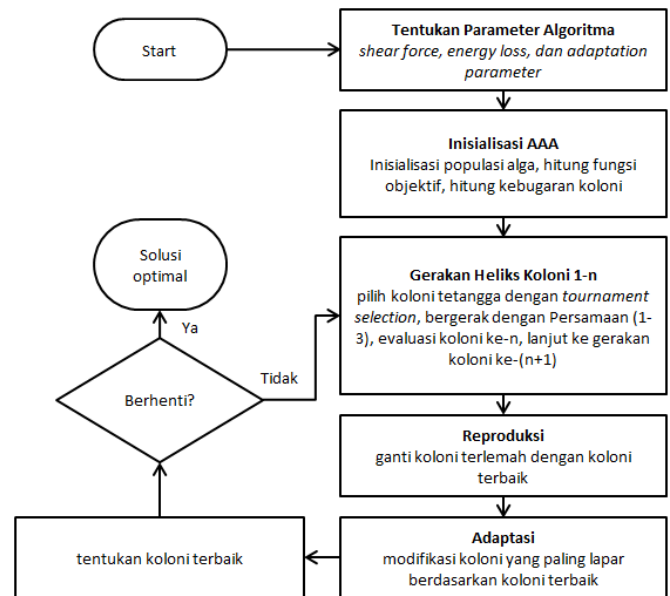 Start
Tentukan Parameter Algoritma
shear force, energy loss, dan adaptation
parameter
Inisialisasi AAA
Inisialisasi populasi alga, hitung fungsi
objektif, hitung kebugaran koloni
Gerakan Heliks Koloni 1-n
pilih koloni tetangga dengan tournament
selection, bergerak dengan Persamaan (1-
3), evaluasi koloni ke-n, lanjut ke gerakan
koloni ke-(n+1)
Reproduksi
ganti koloni terlemah dengan koloni
terbaik
Adaptasi
modifikasi koloni yang paling lapar
berdasarkan koloni terbaik
tentukan koloni terbaik
Berhenti?
Tidak
Ya
Solusi
optimal